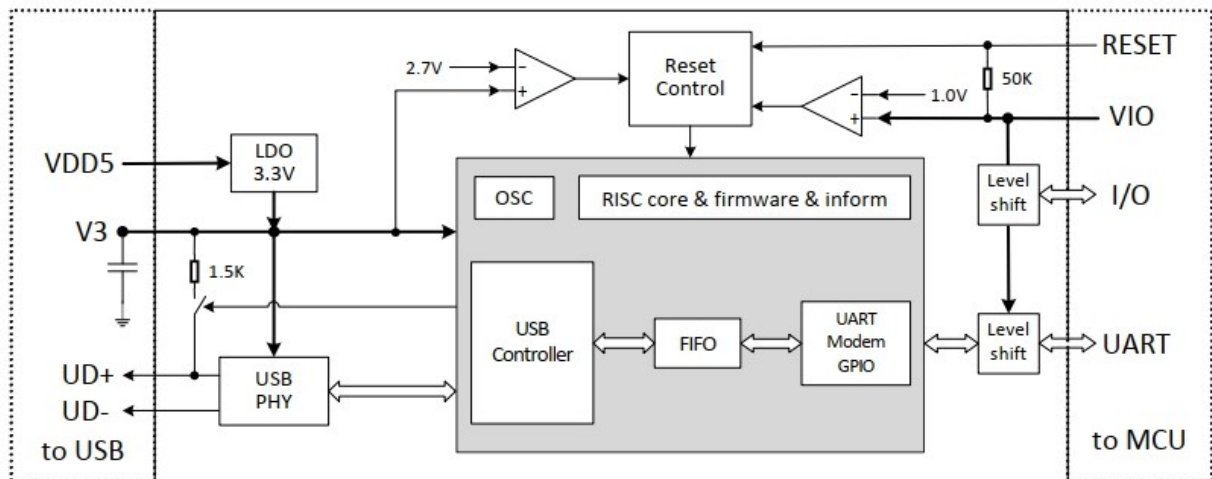 RESET
2.7V
−
+
Reset
Control
−
+
1.0V
50K
VIO
VDD5
LDO
3.3V
OSC
RISC core & firmware & inform
Level
shift
I/O
V3
1.5K
USB
Controller
FIFO
UART
Modem
GPIO
Level
shift
UART
UD+
UD-
USB
PHY
to USB
to MCU